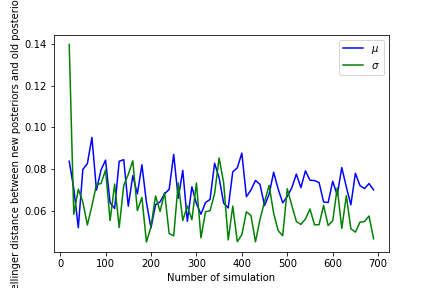 ellinger distance between new posteriors and old posterio
0.14
0.12
0.10
0.08
0.06
μ
σ
0 100 200 300 400 500 600 700
Number of simulation